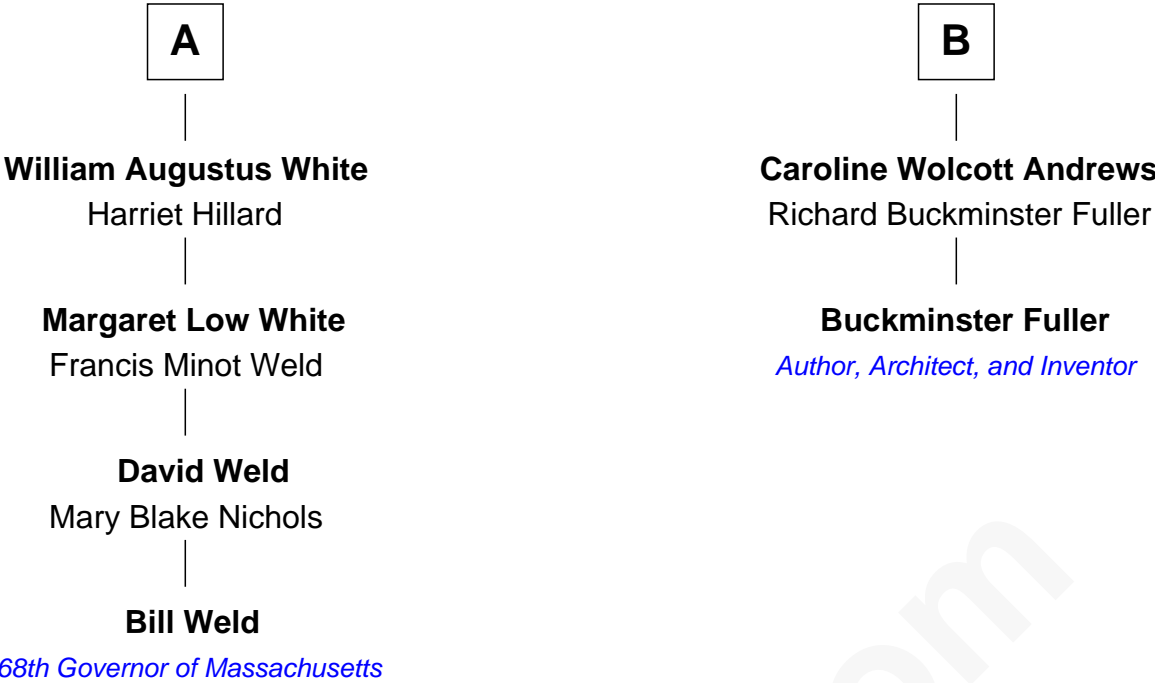 A
William Augustus White
Harriet Hillard
Margaret Low White
Francis Minot Weld
David Weld
Mary Blake Nichols
Bill Weld
68th Governor of Massachusetts
B
Caroline Wolcott Andrews
Richard Buckminster Fuller
Buckminster Fuller
Author, Architect, and Inventor
om